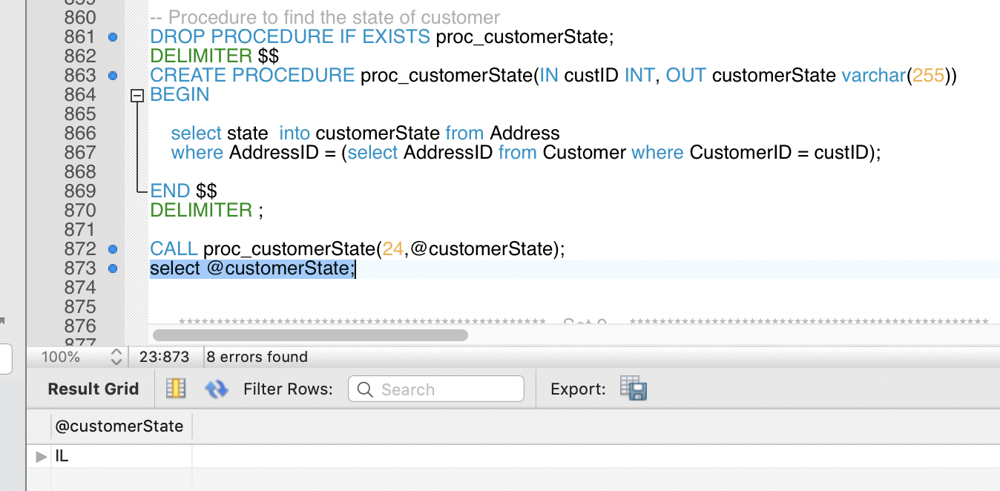 860 -- Procedure to find the state of customer
861 DROP PROCEDURE IF EXISTS proc_customerState;
862 DELIMITER $$
863 CREATE PROCEDURE proc_customerState(IN custID INT, OUT customerState varchar(255))
864 BEGIN
865
866 select state  into customerState from Address
867 where AddressID = (select AddressID from Customer where CustomerID = custID);
868
869 END $$
870 DELIMITER ;
871
872 CALL proc_customerState(24,@customerState);
873 select @customerState;
874
875
876
877
100% 23:873 8 errors found
Result Grid Filter Rows: Search Export:
@customerState
IL